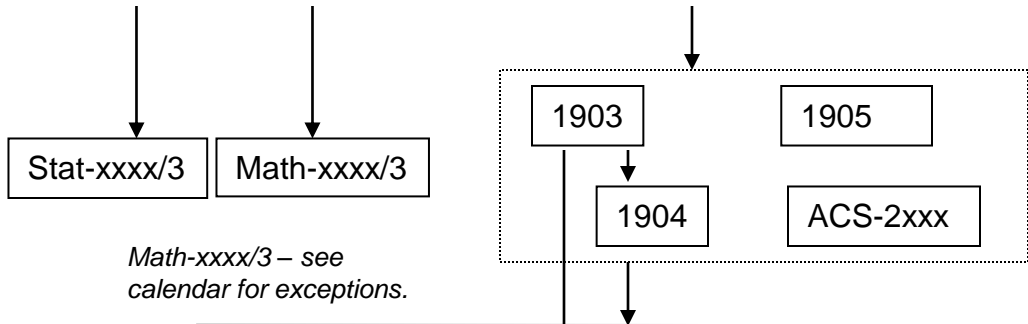 1903
1905
Stat-xxxx/3
Math-xxxx/3
1904
ACS-2xxx
Math-xxxx/3 – see
calendar for exceptions.